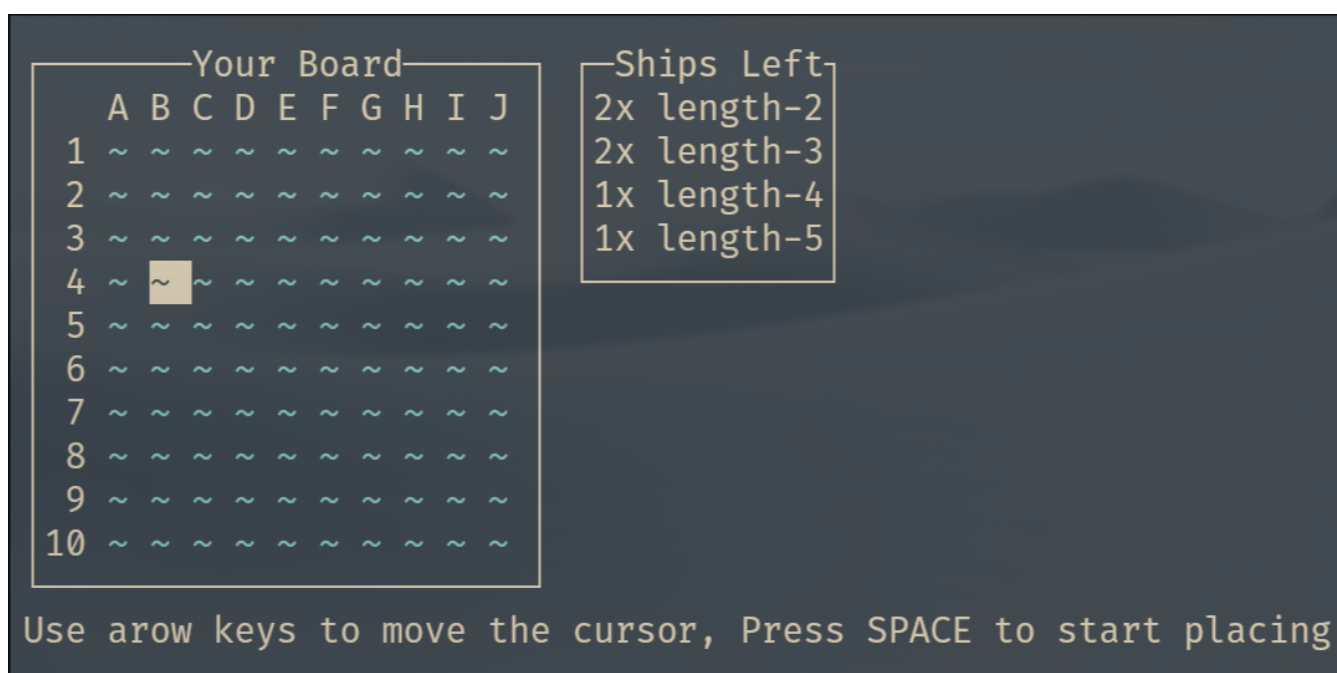 Your Board
A B C D E F G H I J
1 ~ ~ ~ ~ ~ ~ ~ ~ ~ ~
2 ~ ~ ~ ~ ~ ~ ~ ~ ~ ~
3 ~ ~ ~ ~ ~ ~ ~ ~ ~ ~
4 ~ ~ ~ ~ ~ ~ ~ ~ ~ ~
5 ~ ~ ~ ~ ~ ~ ~ ~ ~ ~
6 ~ ~ ~ ~ ~ ~ ~ ~ ~ ~
7 ~ ~ ~ ~ ~ ~ ~ ~ ~ ~
8 ~ ~ ~ ~ ~ ~ ~ ~ ~ ~
9 ~ ~ ~ ~ ~ ~ ~ ~ ~ ~
10 ~ ~ ~ ~ ~ ~ ~ ~ ~ ~
Ships Left
2x length-2
2x length-3
1x length-4
1x length-5
Use arow keys to move the cursor, Press SPACE to start placing